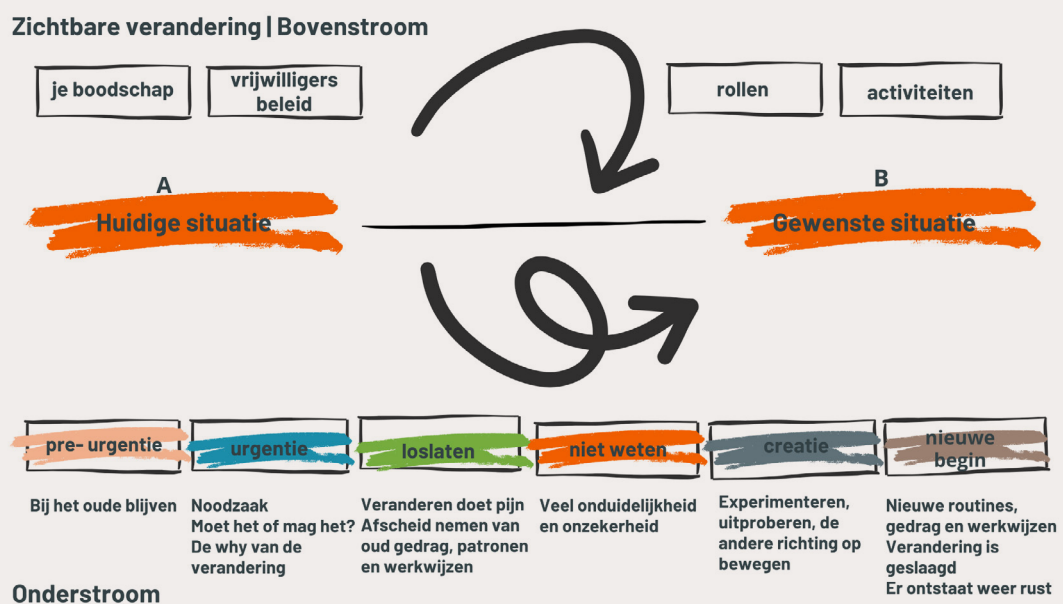 Zichtbare verandering | Bovenstroom
je boodschap
vrijwilligers
beleid
rollen
activiteiten
A
Huidige situatie
B
Gewenste situatie
pre- urgentie
Bij het oude blijven
urgentie
Noodzaak
Moet het of mag het?
De why van de
verandering
loslaten
Veranderen doet pijn
Afscheid nemen van
oud gedrag, patronen
en werkwijzen
niet weten
Veel onduidelijkheid
en onzekerheid
creatie
Experimenteren,
uitproberen, de
andere richting op
bewegen
nieuwe
begin
Nieuwe routines,
gedrag en werkwijzen
Verandering is
geslaagd
Er ontstaat weer rust
Onderstroom